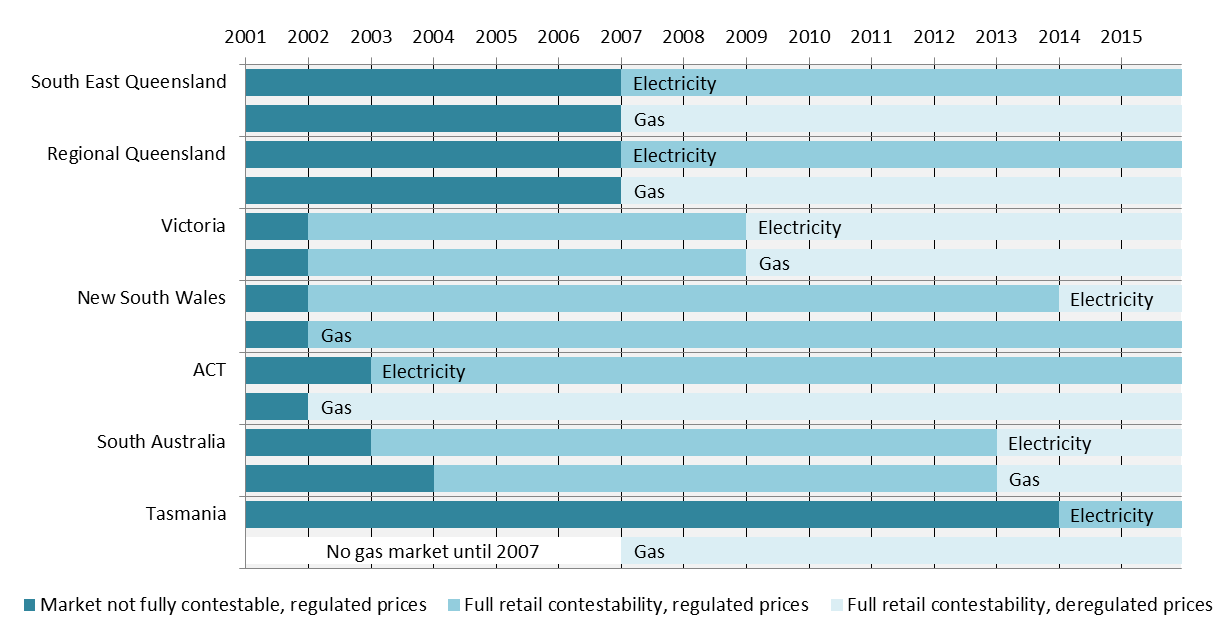 2001 2002 2003 2004 2005 2006 2007 2008 2009 2010 2011 2012 2013 2014 2015
South East Queensland
Electricity
Gas
Regional Queensland
Electricity
Gas
Victoria
Electricity
Gas
New South Wales
Electricity
Gas
ACT
Electricity
Gas
South Australia
Electricity
Gas
Tasmania
Electricity
No gas market until 2007 Gas
Market not fully contestable, regulated prices Full retail contestability, regulated prices Full retail contestability, deregulated prices